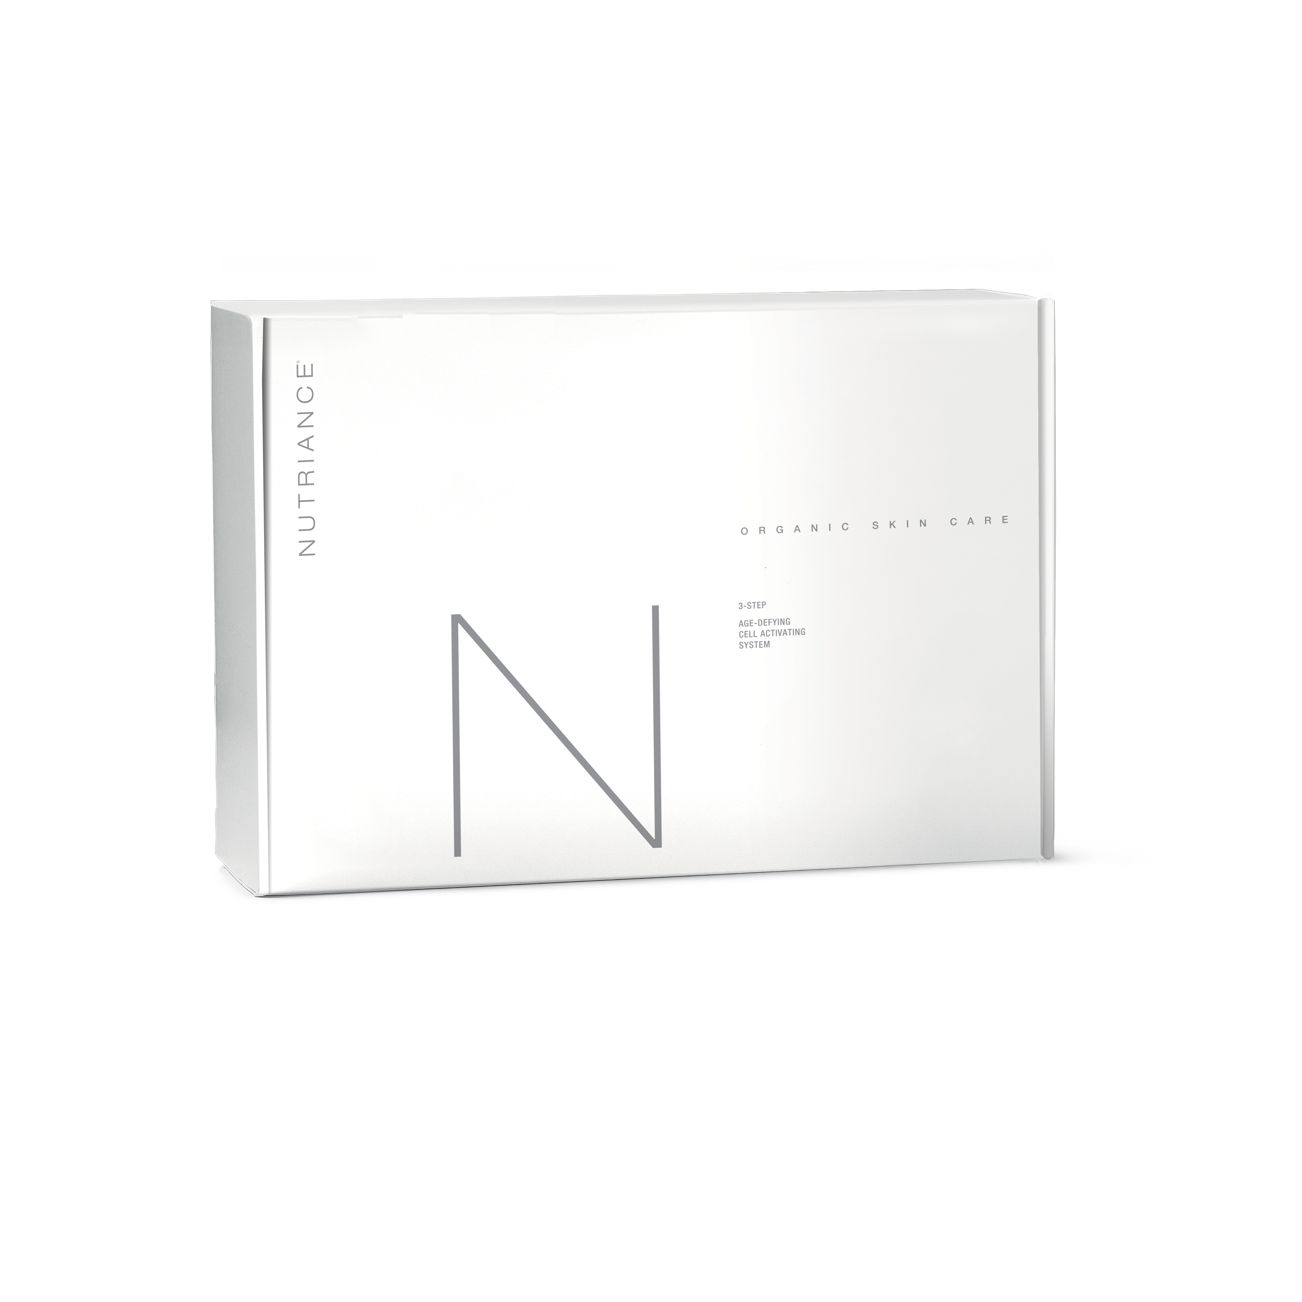 NUTRIANCE®
N
ORGANIC SKIN CARE
3-STEP
AGE-DEFYING
CELL ACTIVATING
SYSTEM